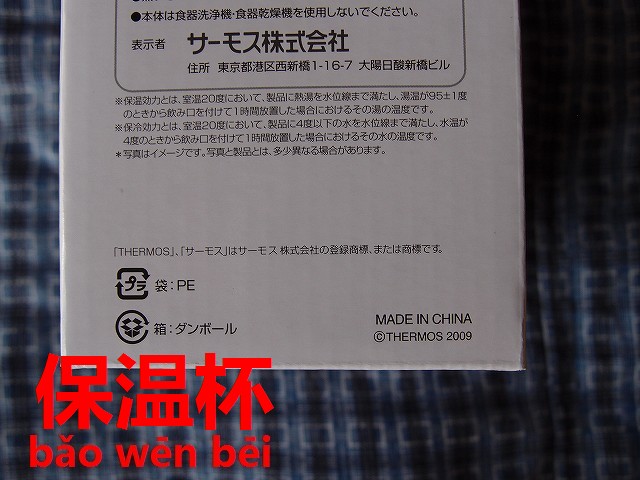 ●本体は食器洗浄機・食器乾燥機を使用しないでください。
表示者 サーモス株式会社
住所 東京都港区西新橋1-16-7 大陽日酸新橋ビル
※保温効力とは、室温20度において、製品に熱湯を水位線まで満たし、湯温が95±1度
のときから飲み口を付けて1時間放置した場合におけるその湯の温度です。
※保冷効力とは、室温20度において、製品に4度以下の水を水位線まで満たし、水温が
4度のときから飲み口を付けて1時間放置した場合におけるその水の温度です。
*写真はイメージです。写真と製品とは、多少異なる場合があります。
「THERMOS」、「サーモス」はサーモス 株式会社の登録商標、または商標です。
プラ 袋:PE
箱:ダンボール
MADE IN CHINA
©THERMOS 2009
保温杯
bǎo wēn bēi